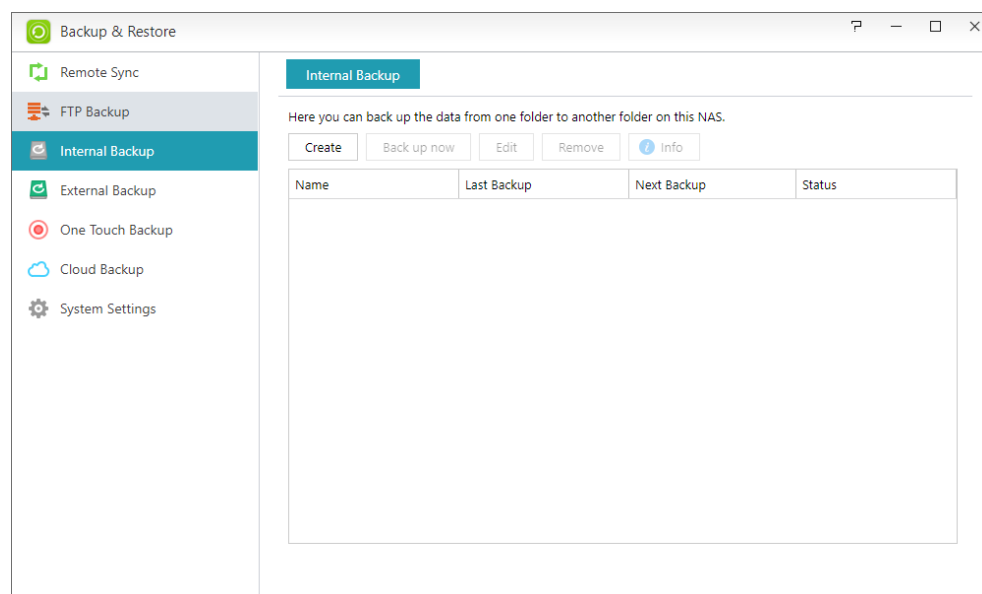 Backup & Restore
Remote Sync
FTP Backup
Internal Backup
External Backup
One Touch Backup
Cloud Backup
System Settings
Internal Backup
Here you can back up the data from one folder to another folder on this NAS.
Create Back up now Edit Remove i Info
Name Last Backup Next Backup Status